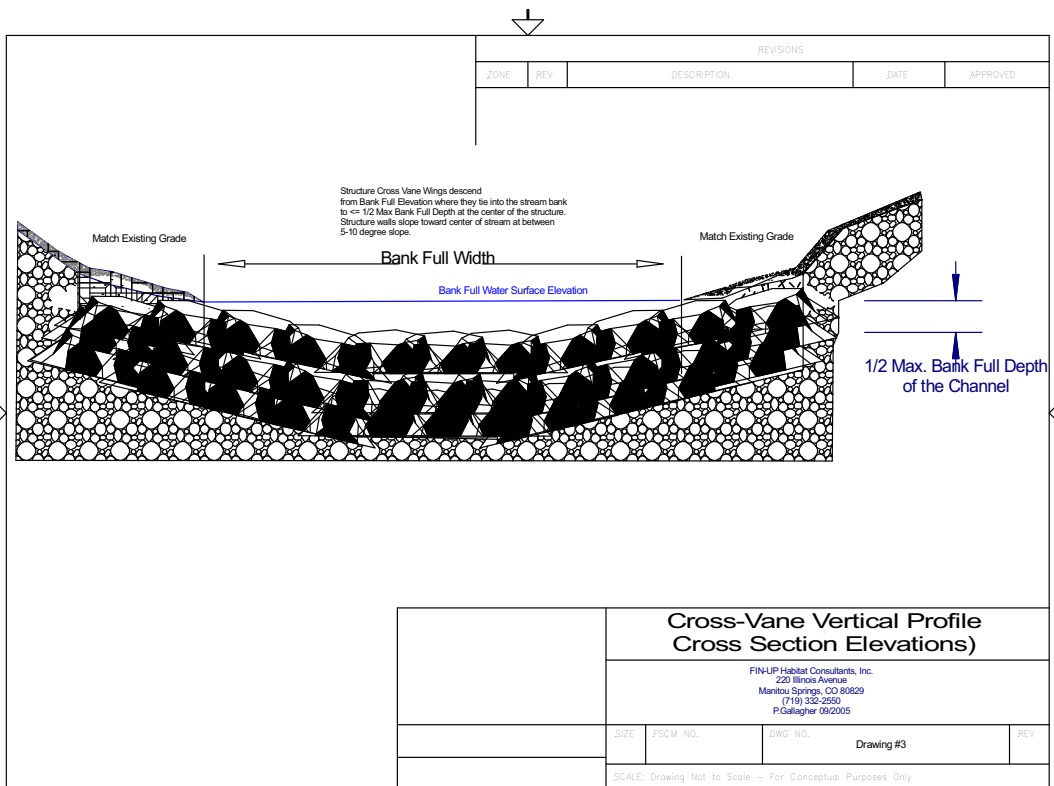 REVISIONS
ZONE REV DESCRIPTION DATE APPROVED
Structure Cross Vane Wings descend
from Bank Full Elevation where they tie into the stream bank
to <= 1/2 Max Bank Full Depth at the center of the structure.
Structure walls slope toward center of stream at between
5-10 degree slope.
Match Existing Grade
Match Existing Grade
Bank Full Width
Bank Full Water Surface Elevation
1/2 Max. Bank Full Depth
of the Channel
Cross-Vane Vertical Profile
Cross Section Elevations)
FIN-UP Habitat Consultants, Inc.
220 Illinois Avenue
Manitou Springs, CO 80829
(719) 332-2550
P.Gallagher 09/2005
SIZE FSCM NO. DWG NO. REV
Drawing #3
SCALE: Drawing Not to Scale – For Conceptual Purposes Only